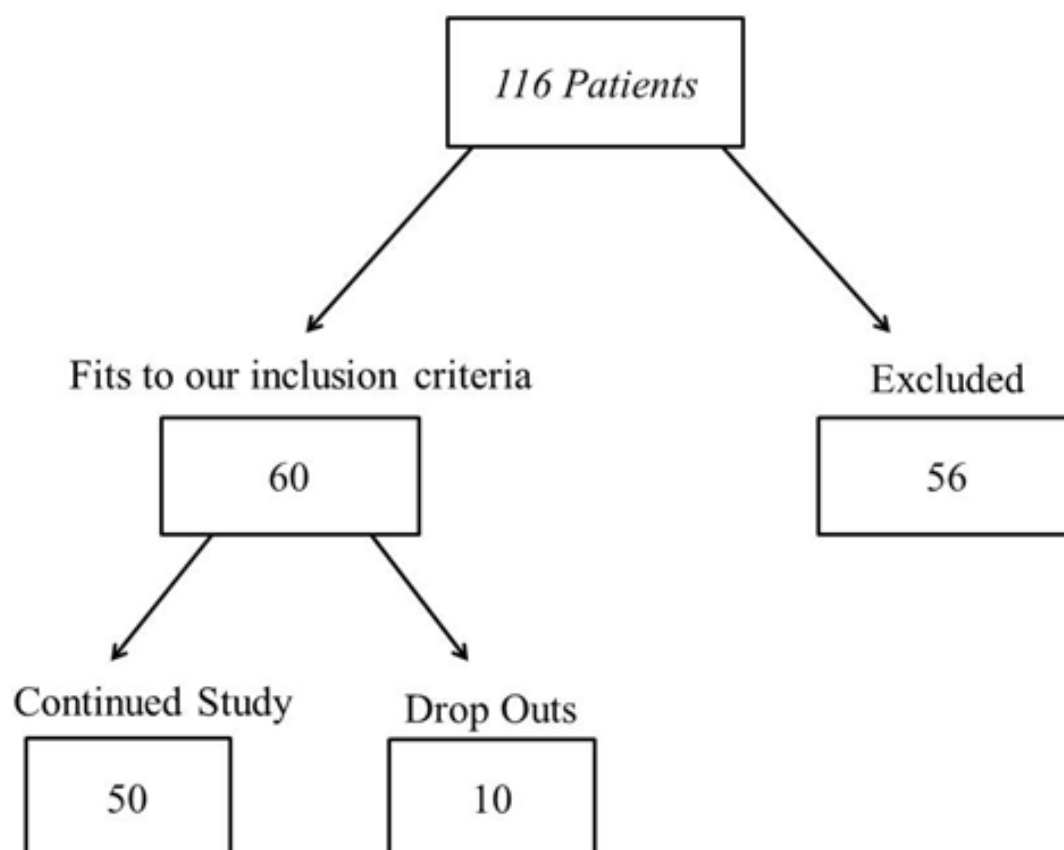 116 Patients
Fits to our inclusion criteria
Excluded
60
56
Continued Study
Drop Outs
50
10